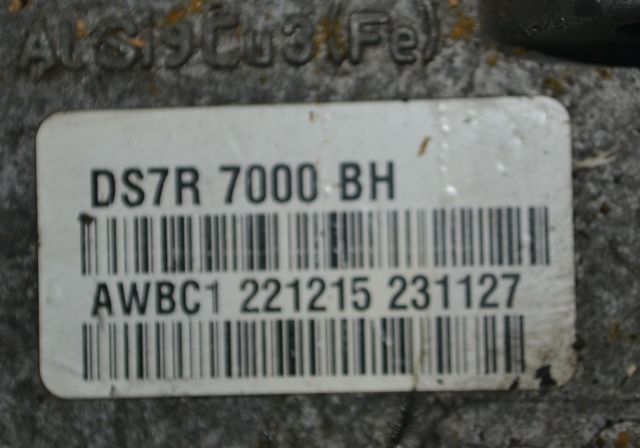 AlSi9Cu3(Fe)
DS7R 7000 BH
AWBC1 221215 231127